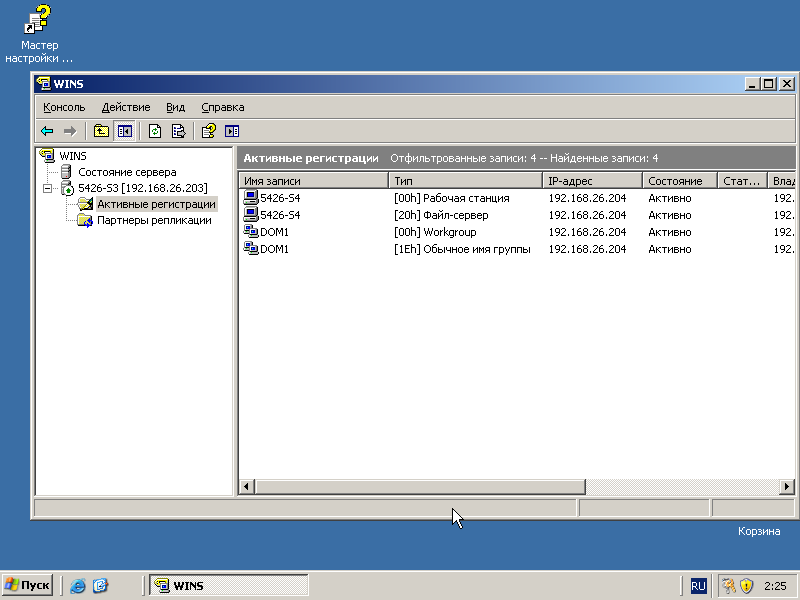 Мастер
настройки ...
WINS
Консоль Действие Вид Справка
WINS
Состояние сервера
5426-S3 [192.168.26.203]
Активные регистрации
Партнеры репликации
Активные регистрации Отфильтрованные записи: 4 -- Найденные записи: 4
Имя записи Тип IP-адрес Состояние Стат... Влад
5426-S4 [00h] Рабочая станция 192.168.26.204 Активно 192.
5426-S4 [20h] Файл-сервер 192.168.26.204 Активно 192.
DOM1 [00h] Workgroup 192.168.26.204 Активно 192.
DOM1 [1Eh] Обычное имя группы 192.168.26.204 Активно 192.
Корзина
Пуск WINS RU 2:25